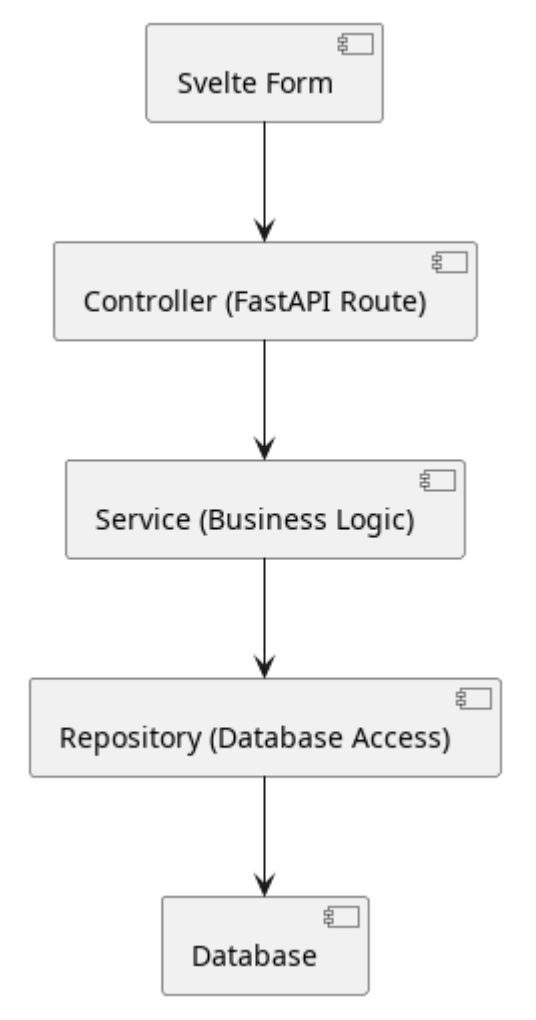 Svelte Form
Controller (FastAPI Route)
Service (Business Logic)
Repository (Database Access)
Database